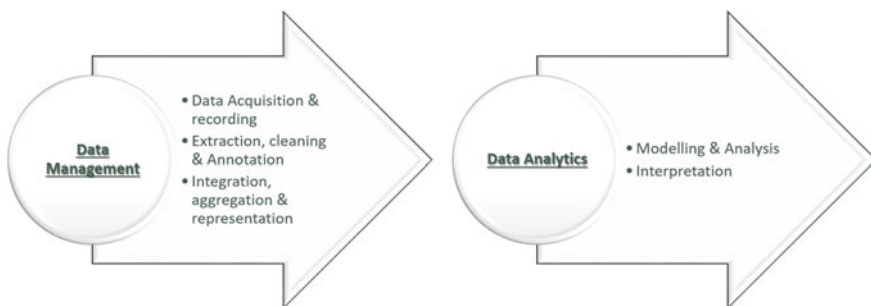 Data
Management
• Data Acquisition &
recording
• Extraction, cleaning
& Annotation
• Integration,
aggregation &
representation
Data Analytics
• Modelling & Analysis
• Interpretation